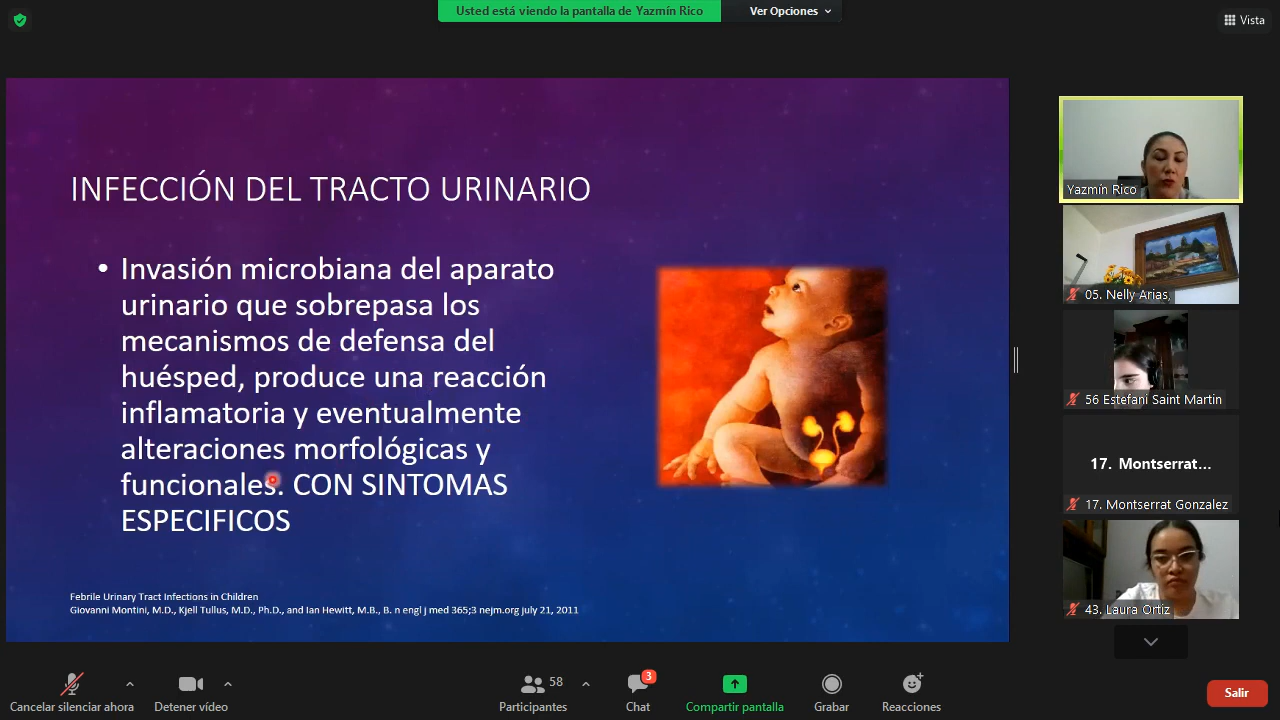 Usted está viendo la pantalla de Yazmín Rico
Ver Opciones
Vista
INFECCIÓN DEL TRACTO URINARIO
• Invasión microbiana del aparato
urinario que sobrepasa los
mecanismos de defensa del
huésped, produce una reacción
inflamatoria y eventualmente
alteraciones morfológicas y
funcionales. CON SINTOMAS
ESPECIFICOS
Febrile Urinary Tract Infections in Children
Giovanni Montini, M.D., Kjell Tullus, M.D., Ph.D., and Ian Hewitt, M.B., B. n engl j med 365;3 nejm.org july 21, 2011
Yazmín Rico
05. Nelly Arias,
56 Estefani Saint Martin
17. Montserrat...
17. Montserrat Gonzalez
43. Laura Ortiz
Cancelar silenciar ahora
Detener vídeo
58
Participantes
3
Chat
Compartir pantalla
Grabar
Reacciones
Salir